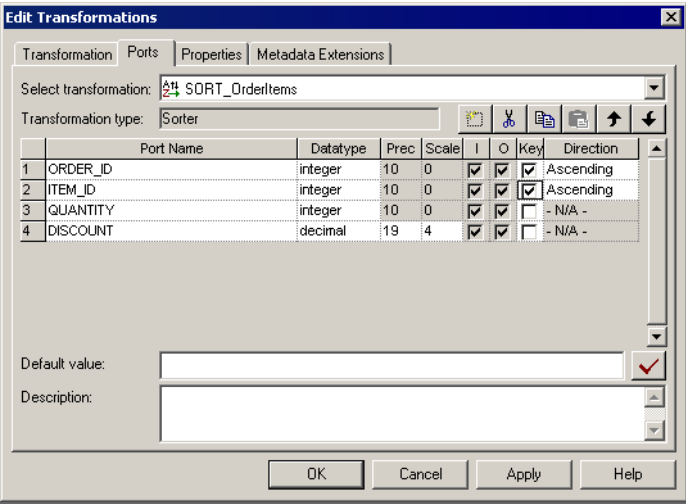 Edit Transformations
Transformation Ports Properties Metadata Extensions
Select transformation: SORT_OrderItems
Transformation type: Sorter
Port Name Datatype Prec Scale I O Key Direction
1 ORDER_ID integer 10 0 Ascending
2 ITEM_ID integer 10 0 Ascending
3 QUANTITY integer 10 0 - N/A -
4 DISCOUNT decimal 19 4 - N/A -
Default value:
Description:
OK Cancel Apply Help